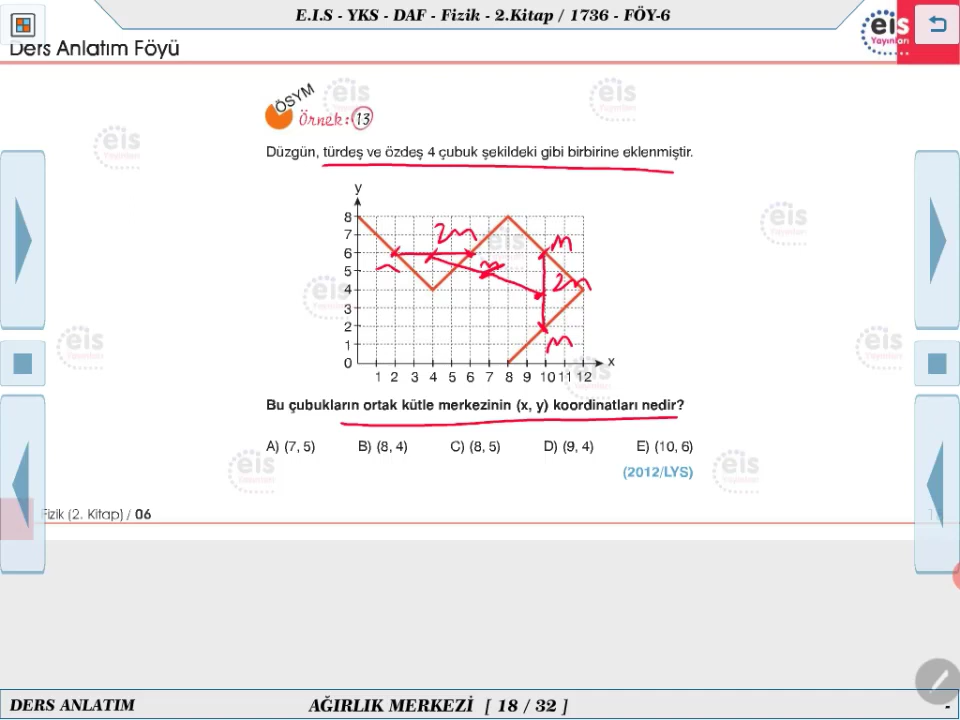 E.I.S - YKS - DAF - Fizik - 2.Kitap / 1736 - FÖY-6
Ders Anlatım Föyü
eis
Yayınları
ÖSYM
Örnek: 13
Düzgün, türdeş ve özdeş 4 çubuk şekildeki gibi birbirine eklenmiştir.
y
8
7
6
5
4
3
2
1
0
1 2 3 4 5 6 7 8 9 10 11 12
x
2m
m
2m
m
Bu çubukların ortak kütle merkezinin (x, y) koordinatları nedir?
A) (7, 5) B) (8, 4) C) (8, 5) D) (9, 4) E) (10, 6)
(2012/LYS)
Fizik (2. Kitap) / 06
DERS ANLATIM
AĞIRLIK MERKEZİ [ 18 / 32 ]
-